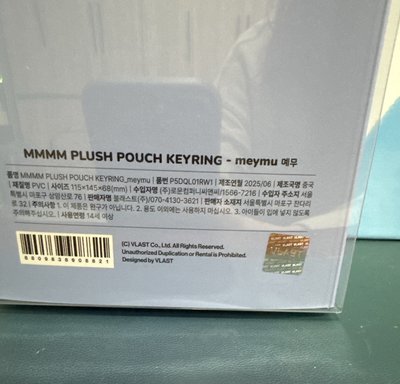 MMMM PLUSH POUCH KEYRING - meymu 예무
품명 MMMM PLUSH POUCH KEYRING_meymu | 품번 P5DQL01RW1 | 제조연월 2025/06 | 제조국명 중국
재질명 PVC | 사이즈 115×145×68(mm) | 수입자명 (주)로운컴퍼니씨앤씨/1566-7216 | 수입자 주소지 서울
특별시 마포구 성암산로 76 | 판매자명 블래스트(주)/070-4130-3621 | 판매자 소재지 서울특별시 마포구 잔다리
로 32 | 주의사항 1. 이 제품은 완구가 아닙니다. 2. 용도 이외에는 사용하지 마십시오. 3. 아이들이 입에 넣지 않도록
주의해주십시오. | 사용연령 14세 이상
(C) VLAST Co., Ltd. All Rights Reserved.
Unauthorized Duplication or Rental is Prohibited.
Designed by VLAST
VLAST
8809838908821